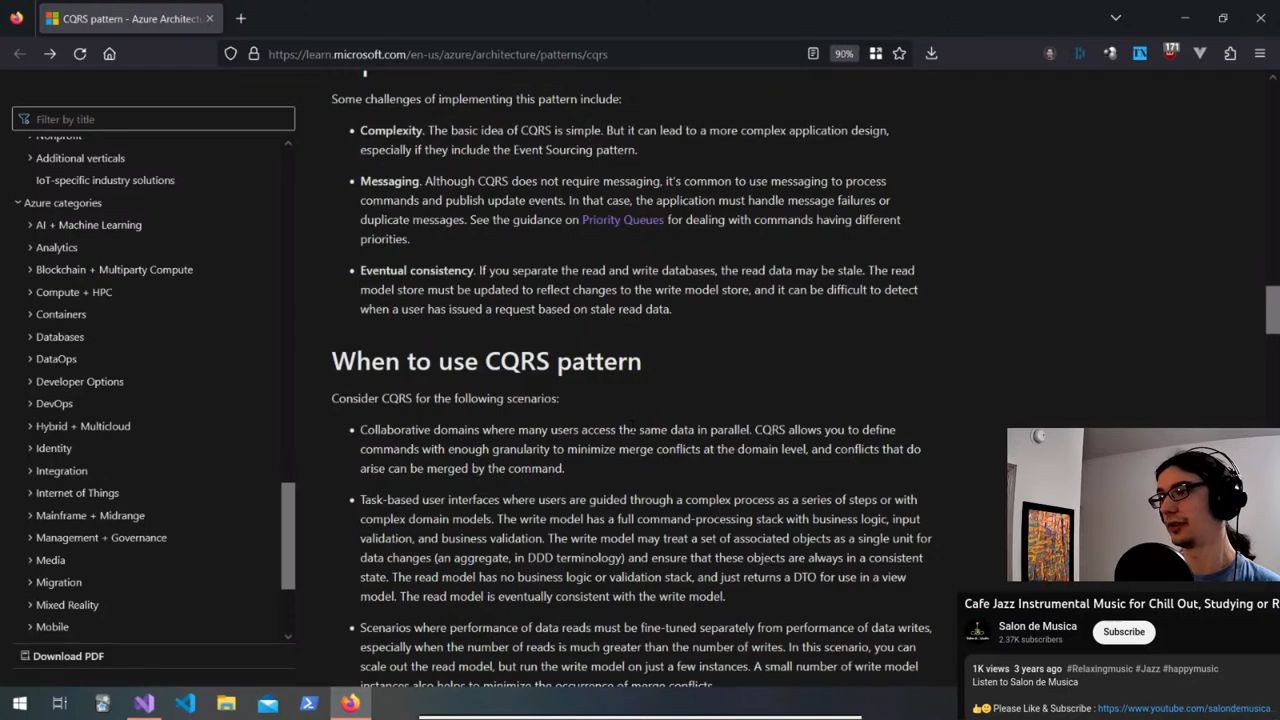 CQRS pattern - Azure Architect
https://learn.microsoft.com/en-us/azure/architecture/patterns/cqrs
90%
171
Filter by title
Additional verticals
IoT-specific industry solutions
Azure categories
AI + Machine Learning
Analytics
Blockchain + Multiparty Compute
Compute + HPC
Containers
Databases
DataOps
Developer Options
DevOps
Hybrid + Multicloud
Identity
Integration
Internet of Things
Mainframe + Midrange
Management + Governance
Media
Migration
Mixed Reality
Mobile
Download PDF
Some challenges of implementing this pattern include:
• Complexity. The basic idea of CQRS is simple. But it can lead to a more complex application design,
especially if they include the Event Sourcing pattern.
• Messaging. Although CQRS does not require messaging, it's common to use messaging to process
commands and publish update events. In that case, the application must handle message failures or
duplicate messages. See the guidance on Priority Queues for dealing with commands having different
priorities.
• Eventual consistency. If you separate the read and write databases, the read data may be stale. The read
model store must be updated to reflect changes to the write model store, and it can be difficult to detect
when a user has issued a request based on stale read data.
When to use CQRS pattern
Consider CQRS for the following scenarios:
• Collaborative domains where many users access the same data in parallel. CQRS allows you to define
commands with enough granularity to minimize merge conflicts at the domain level, and conflicts that do
arise can be merged by the command.
• Task-based user interfaces where users are guided through a complex process as a series of steps or with
complex domain models. The write model has a full command-processing stack with business logic, input
validation, and business validation. The write model may treat a set of associated objects as a single unit for
data changes (an aggregate, in DDD terminology) and ensure that these objects are always in a consistent
state. The read model has no business logic or validation stack, and just returns a DTO for use in a view
model. The read model is eventually consistent with the write model.
• Scenarios where performance of data reads must be fine-tuned separately from performance of data writes,
especially when the number of reads is much greater than the number of writes. In this scenario, you can
scale out the read model, but run the write model on just a few instances. A small number of write model
instances also helps to minimize the occurrence of merge conflicts.
Cafe Jazz Instrumental Music for Chill Out, Studying or R
Salon de Musica
2.37K subscribers
Subscribe
1K views 3 years ago #Relaxingmusic #Jazz #happymusic
Listen to Salon de Musica
👍🙂 Please Like & Subscribe : https://www.youtube.com/salondemusica...